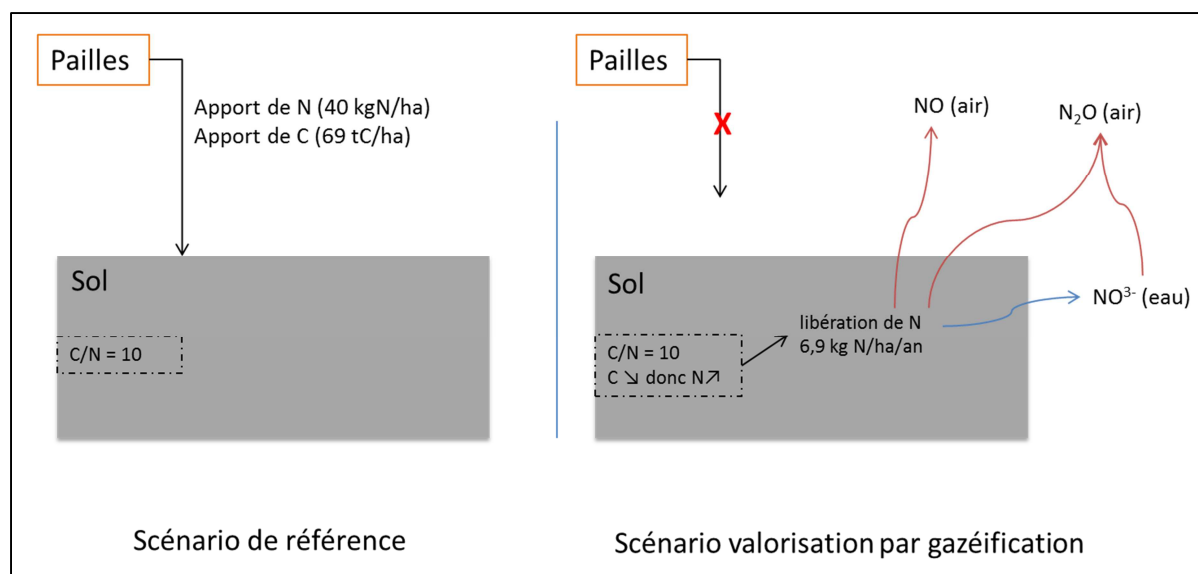 Pailles
Apport de N (40 kgN/ha)
Apport de C (69 tC/ha)
Sol
C/N = 10
Scénario de référence
Pailles
X
NO (air)
N₂O (air)
Sol
C/N = 10
C ↘ donc N↗
libération de N
6,9 kg N/ha/an
NO³⁻ (eau)
Scénario valorisation par gazéification